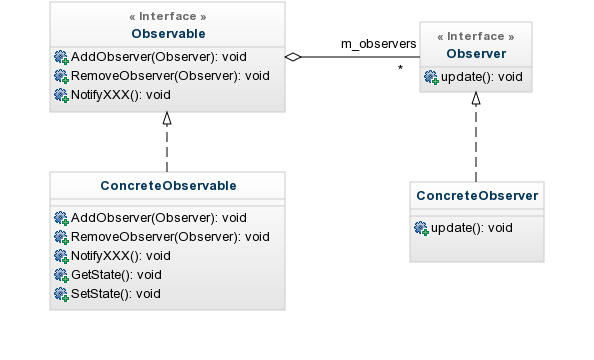 « Interface »
Observable
AddObserver(Observer): void
RemoveObserver(Observer): void
NotifyXXX(): void
m_observers
*
« Interface »
Observer
update(): void
ConcreteObservable
AddObserver(Observer): void
RemoveObserver(Observer): void
NotifyXXX(): void
GetState(): void
SetState(): void
ConcreteObserver
update(): void